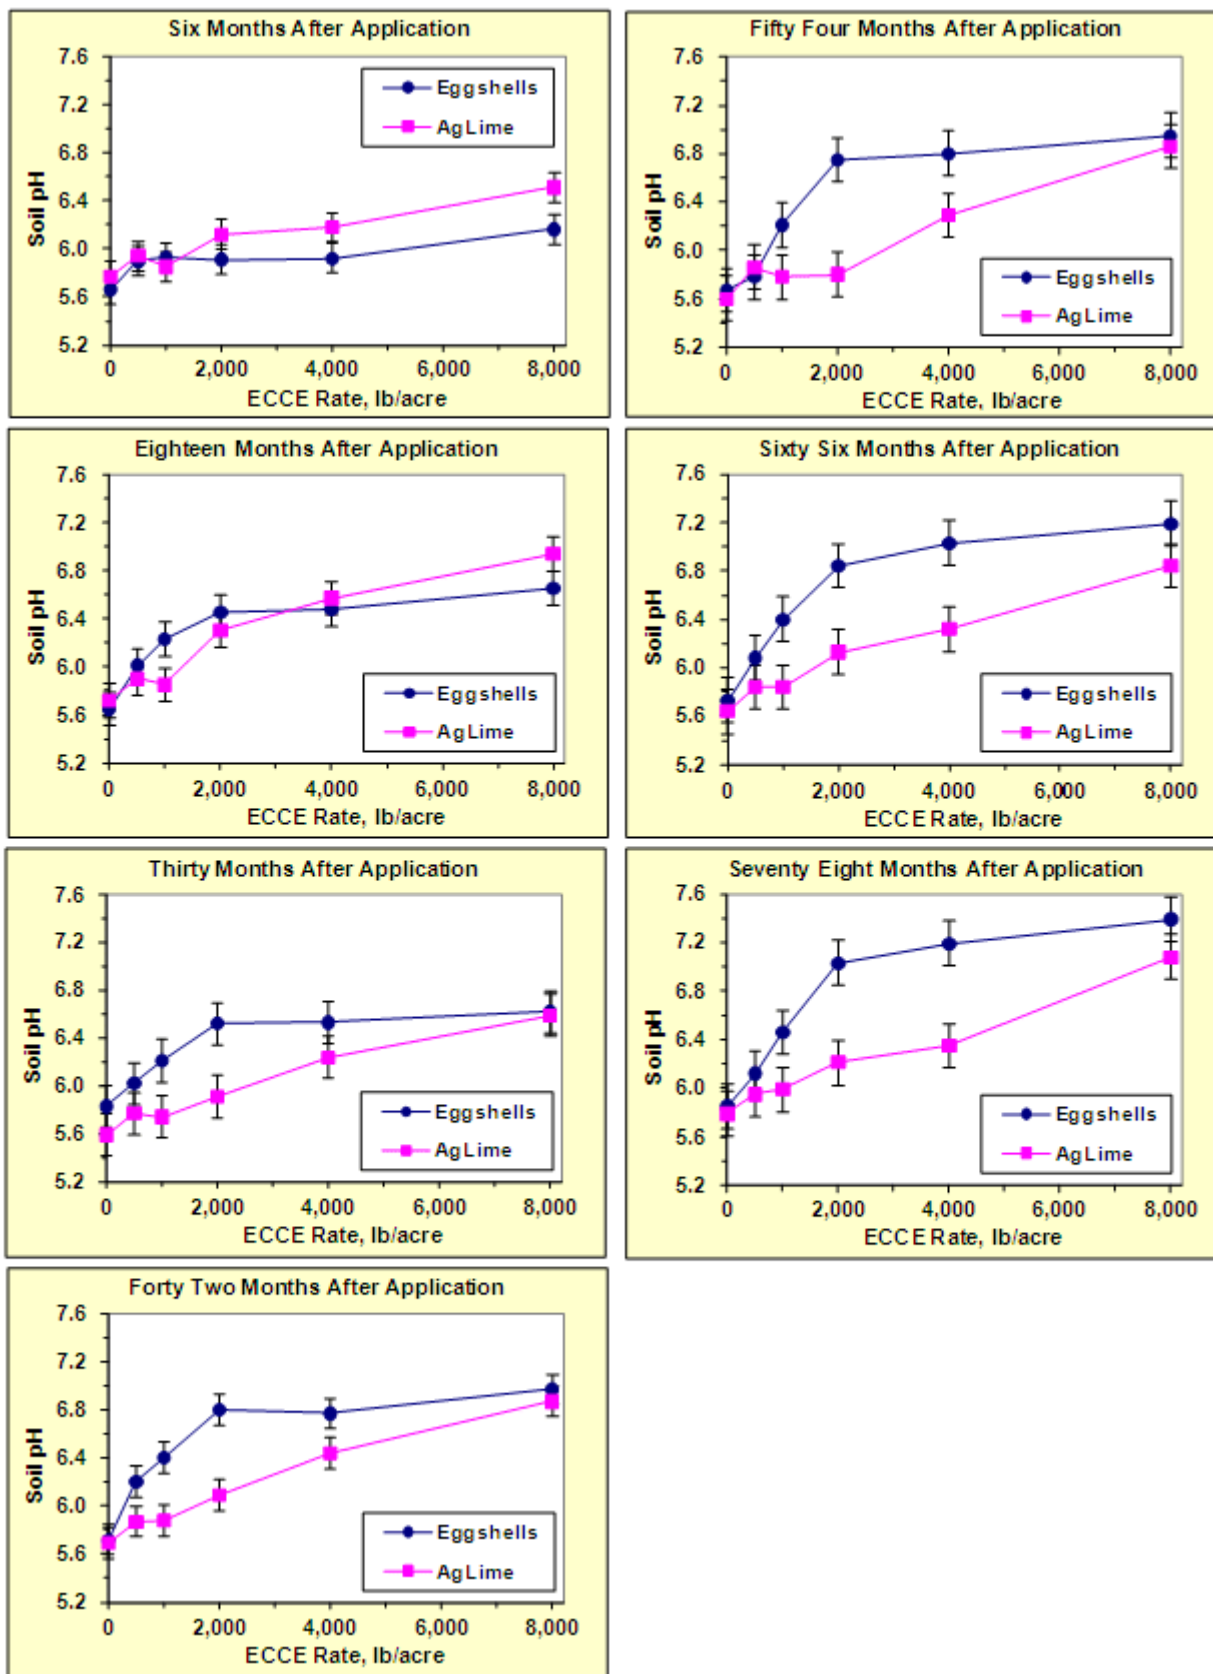 Six Months After Application
7.6
7.2
6.8
6.4
6.0
5.6
5.2
Soil pH
Eggshells
AgLime
0 2,000 4,000 6,000 8,000
ECCE Rate, lb/acre
Fifty Four Months After Application
7.6
7.2
6.8
6.4
6.0
5.6
5.2
Soil pH
Eggshells
AgLime
0 2,000 4,000 6,000 8,000
ECCE Rate, lb/acre
Eighteen Months After Application
7.6
7.2
6.8
6.4
6.0
5.6
5.2
Soil pH
Eggshells
AgLime
0 2,000 4,000 6,000 8,000
ECCE Rate, lb/acre
Sixty Six Months After Application
7.6
7.2
6.8
6.4
6.0
5.6
5.2
Soil pH
Eggshells
AgLime
0 2,000 4,000 6,000 8,000
ECCE Rate, lb/acre
Thirty Months After Application
7.6
7.2
6.8
6.4
6.0
5.6
5.2
Soil pH
Eggshells
AgLime
0 2,000 4,000 6,000 8,000
ECCE Rate, lb/acre
Seventy Eight Months After Application
7.6
7.2
6.8
6.4
6.0
5.6
5.2
Soil pH
Eggshells
AgLime
0 2,000 4,000 6,000 8,000
ECCE Rate, lb/acre
Forty Two Months After Application
7.6
7.2
6.8
6.4
6.0
5.6
5.2
Soil pH
Eggshells
AgLime
0 2,000 4,000 6,000 8,000
ECCE Rate, lb/acre